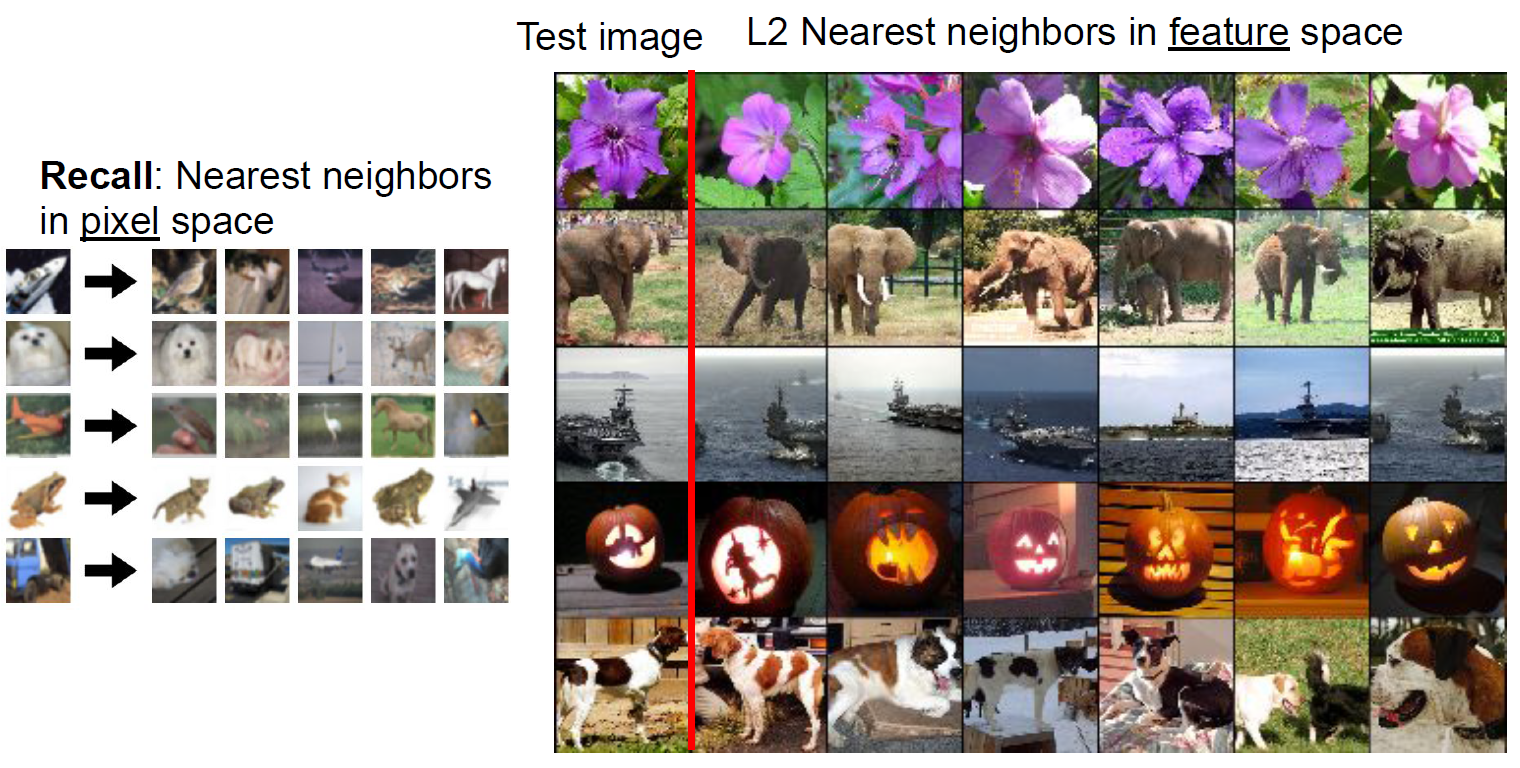 Test image
L2 Nearest neighbors in feature space
Recall: Nearest neighbors
in pixel space